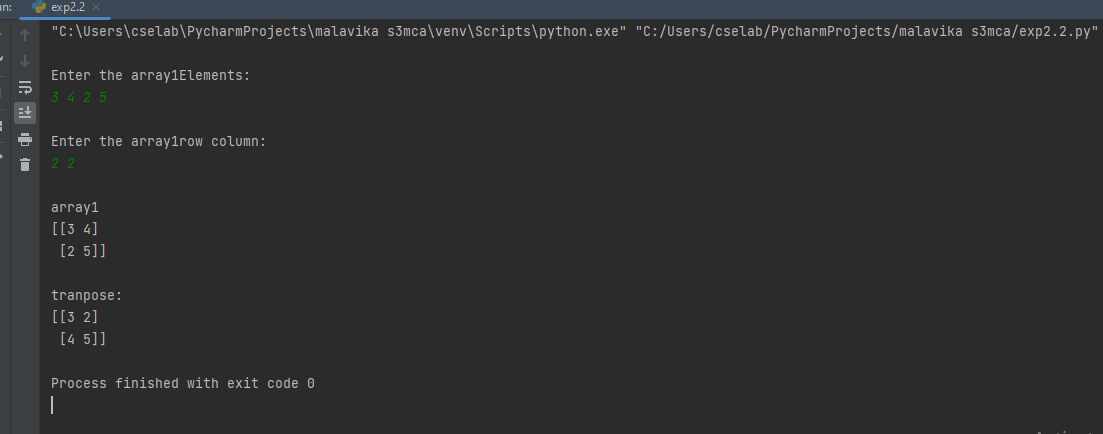 un:
exp2.2
"C:\Users\cselab\PycharmProjects\malavika s3mca\venv\Scripts\python.exe" "C:/Users/cselab/PycharmProjects/malavika s3mca/exp2.2.py"
Enter the array1Elements:
3 4 2 5
Enter the array1row column:
2 2
array1
[[3 4]
 [2 5]]
tranpose:
[[3 2]
 [4 5]]
Process finished with exit code 0